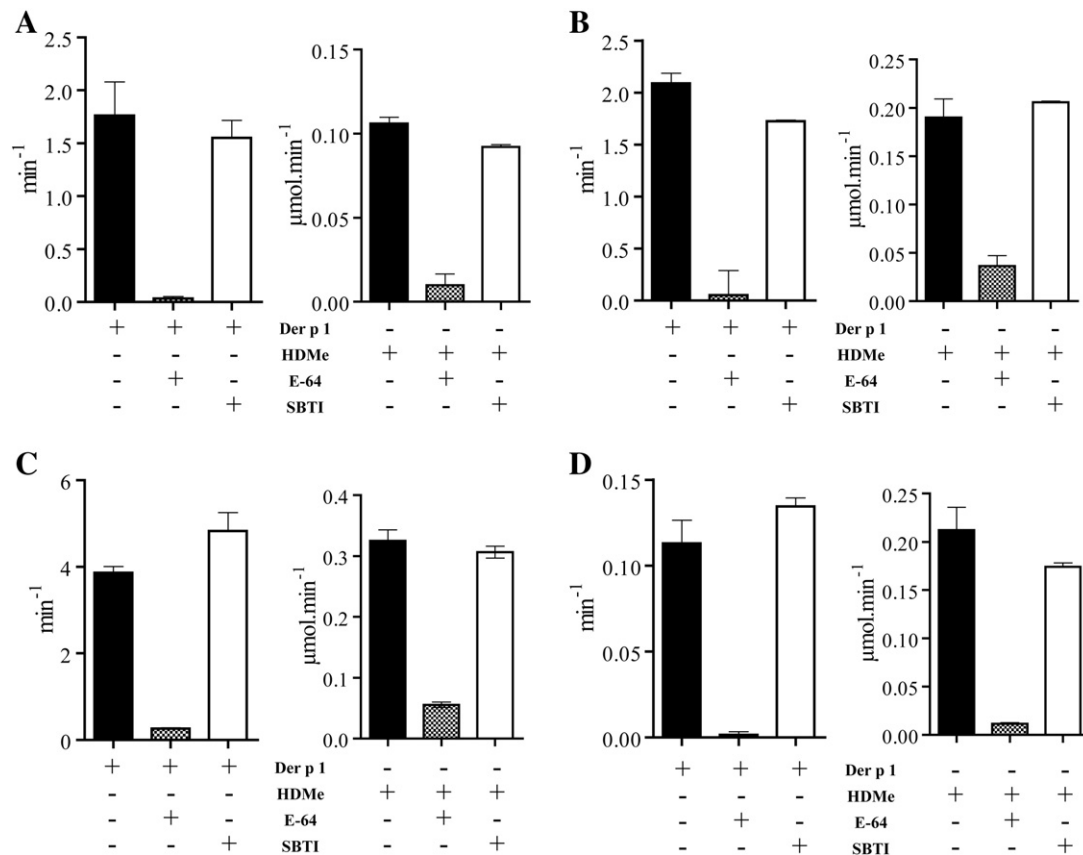 A
B
2.5
2.0
1.5
1.0
0.5
0.0
min-1
0.15
0.10
0.05
0.00
µmol.min-1
2.5
2.0
1.5
1.0
0.5
0.0
min-1
0.25
0.20
0.15
0.10
0.05
0.00
µmol.min-1
+ + + Der p 1 - - -
- - - HDMe + + +
- + - E-64 - + -
- - + SBTI - - +
+ + + Der p 1 - - -
- - - HDMe + + +
- + - E-64 - + -
- - + SBTI - - +
C
D
6
4
2
0
min-1
0.4
0.3
0.2
0.1
0.0
µmol.min-1
0.15
0.10
0.05
0.00
min-1
0.25
0.20
0.15
0.10
0.05
0.00
µmol.min-1
+ + + Der p 1 - - -
- - - HDMe + + +
- + - E-64 - + -
- - + SBTI - - +
+ + + Der p 1 - - -
- - - HDMe + + +
- + - E-64 - + -
- - + SBTI - - +